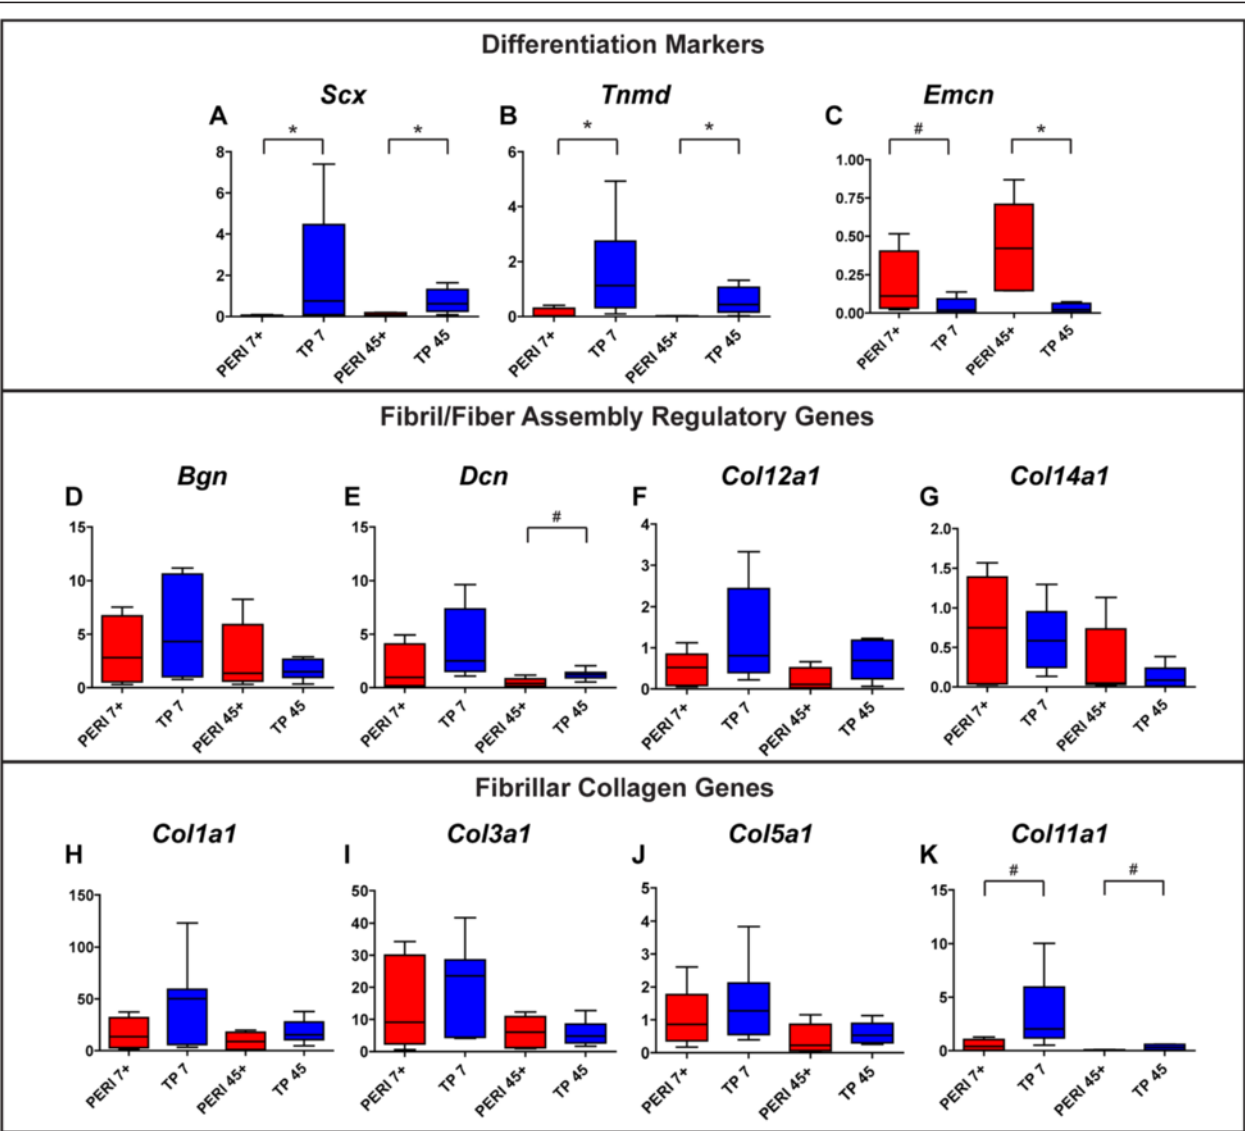 Differentiation Markers
Scx Tnmd Emcn
A B C
* * * * # *
8 6 4 2 0
6 4 2 0
1.00 0.75 0.50 0.25 0.00
PERI 7+ TP 7 PERI 45+ TP 45 PERI 7+ TP 7 PERI 45+ TP 45 PERI 7+ TP 7 PERI 45+ TP 45
Fibril/Fiber Assembly Regulatory Genes
Bgn Dcn Col12a1 Col14a1
D E F G
#
15 10 5 0
15 10 5 0
4 3 2 1 0
2.0 1.5 1.0 0.5 0.0
PERI 7+ TP 7 PERI 45+ TP 45 PERI 7+ TP 7 PERI 45+ TP 45 PERI 7+ TP 7 PERI 45+ TP 45 PERI 7+ TP 7 PERI 45+ TP 45
Fibrillar Collagen Genes
Col1a1 Col3a1 Col5a1 Col11a1
H I J K
# #
150 100 50 0
50 40 30 20 10 0
5 4 3 2 1 0
15 10 5 0
PERI 7+ TP 7 PERI 45+ TP 45 PERI 7+ TP 7 PERI 45+ TP 45 PERI 7+ TP 7 PERI 45+ TP 45 PERI 7+ TP 7 PERI 45+ TP 45